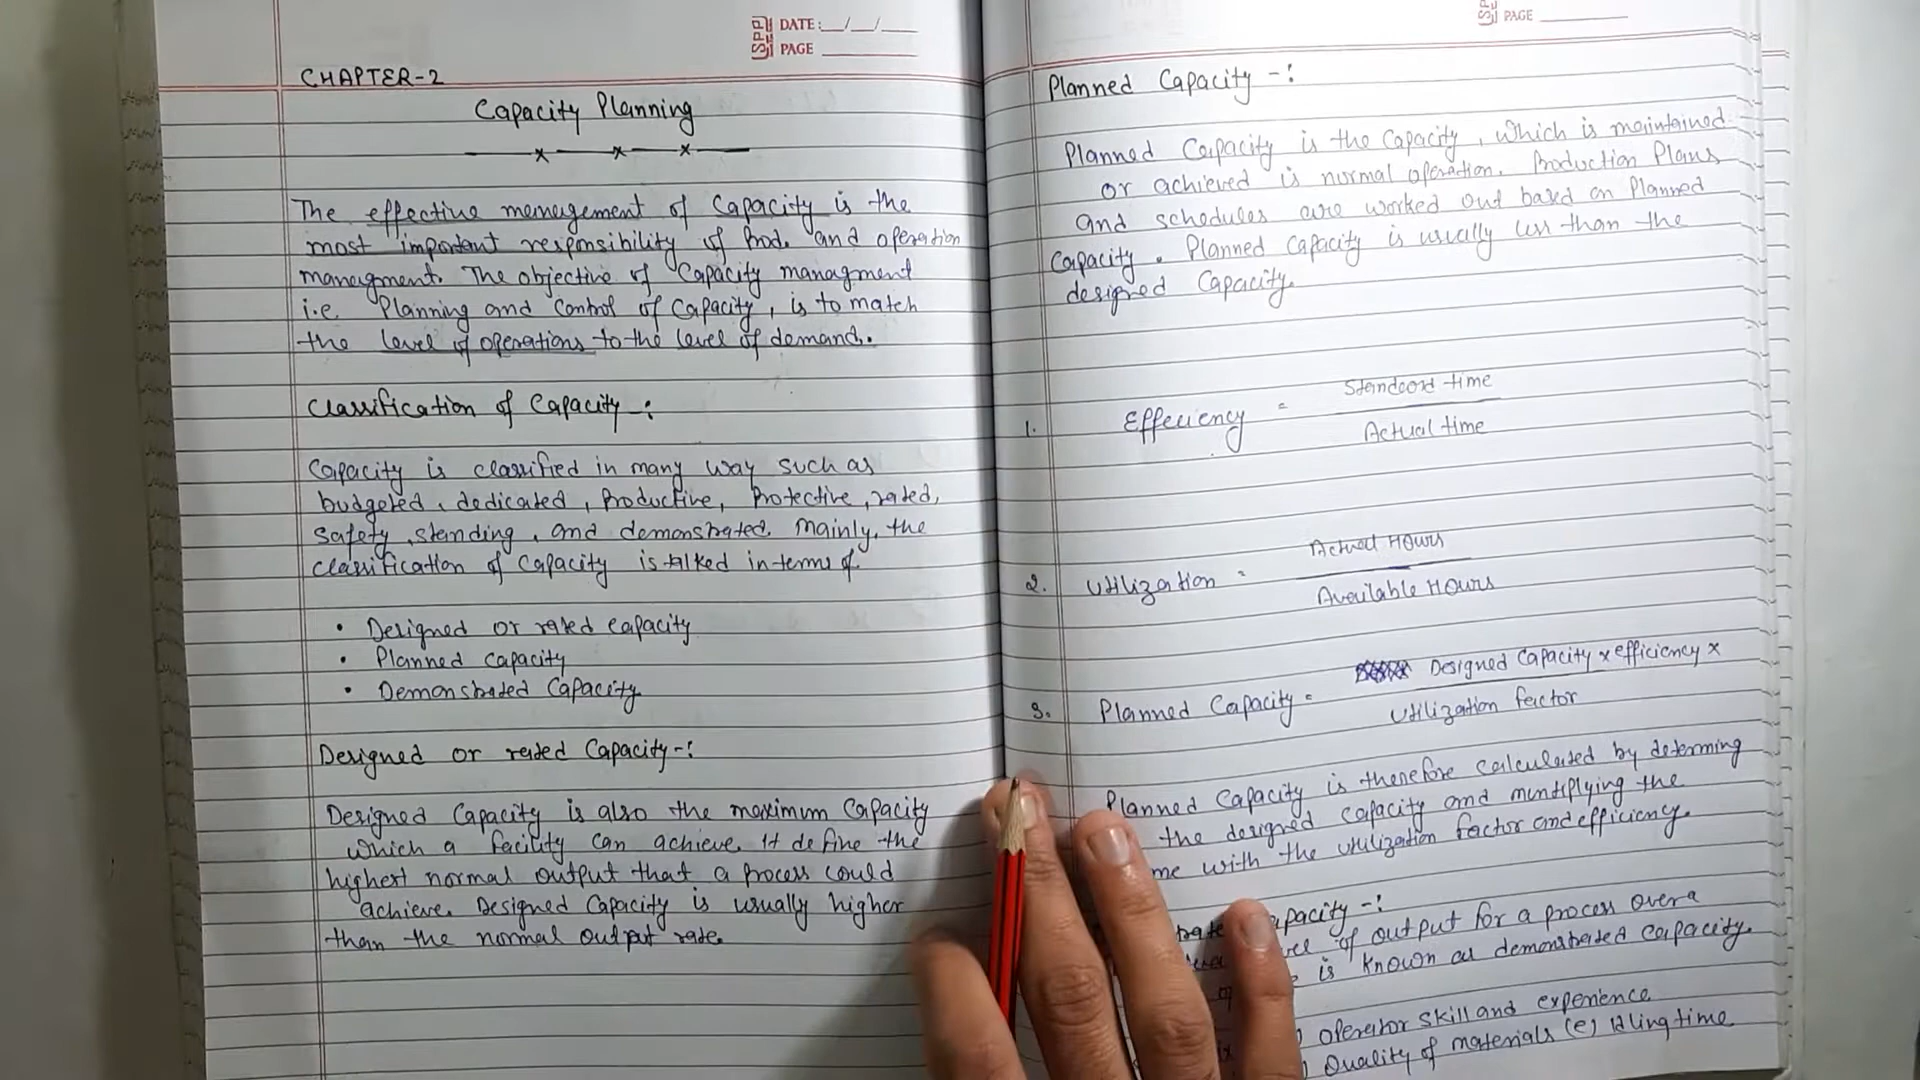 DATE: __/__/__
PAGE
CHAPTER-2
Capacity Planning
The effective menegement of Capacity is the
most important responsibility of Prod. and operation
managment. The objective of Capacity managment
i.e. Planning and Control of Capacity, is to match
the level of operations to the level of demand.
Classification of Capacity -:
Capacity is classified in many way such as
budgeted, dedicated, Productive, Protective, rated,
safety, standing, and demonstrated. Mainly, the
classification of Capacity is talked in terms of
• Designed or rated capacity
• Planned capacity
• Demonstrated Capacity
Designed or rated Capacity -:
Designed Capacity is also the maximum Capacity
which a facility can achieve. It define the
highest normal output that a process could
achieve. Designed Capacity is usually higher
than the normal output rate.
PAGE
Planned Capacity -:
Planned Capacity is the Capacity, which is maintained
or achieved is normal operation. Production Plans
and schedules are worked out based on Planned
Capacity. Planned Capacity is usually less than the
designed Capacity.
1. Effeciency = Standard time
Actual time
2. Utilization = Actual Hours
Available Hours
3. Planned Capacity = Designed Capacity x efficiency x
Utilization factor
Planned Capacity is therefore calculated by determing
the designed capacity and multiplying the
me with the utilization factor and efficiency.
rate apacity -:
of output for a process over a
is known as demonstrated capacity.
operator skill and experience
Quality of materials (e) Idling time